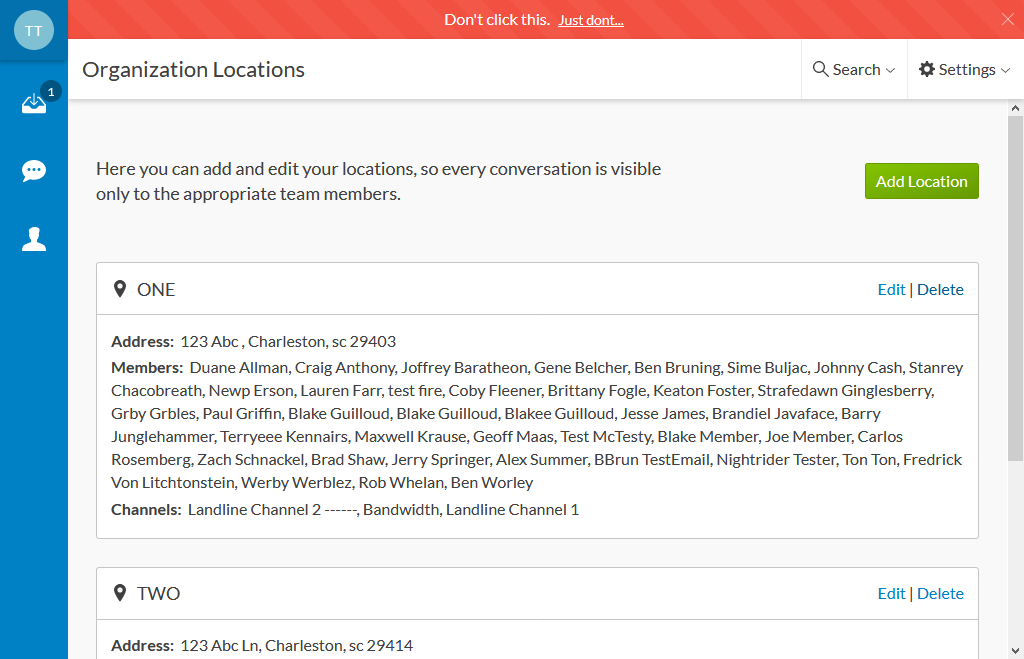 TT
Don't click this. Just dont...
1
Organization Locations
Search
Settings
Here you can add and edit your locations, so every conversation is visible
only to the appropriate team members.
Add Location
ONE
Edit | Delete
Address: 123 Abc , Charleston, sc 29403
Members: Duane Allman, Craig Anthony, Joffrey Baratheon, Gene Belcher, Ben Bruning, Sime Buljac, Johnny Cash, Stanrey
Chacobreath, Newp Erson, Lauren Farr, test fire, Coby Fleener, Brittany Fogle, Keaton Foster, Strafedawn Ginglesberry,
Grby Grbles, Paul Griffin, Blake Guilloud, Blake Guilloud, Blakee Guilloud, Jesse James, Brandiel Javaface, Barry
Junglehammer, Terryeee Kennairs, Maxwell Krause, Geoff Maas, Test McTesty, Blake Member, Joe Member, Carlos
Rosemberg, Zach Schnackel, Brad Shaw, Jerry Springer, Alex Summer, BBrun TestEmail, Nightrider Tester, Ton Ton, Fredrick
Von Litchtonstein, Werby Werblez, Rob Whelan, Ben Worley
Channels: Landline Channel 2 ------, Bandwidth, Landline Channel 1
TWO
Edit | Delete
Address: 123 Abc Ln, Charleston, sc 29414